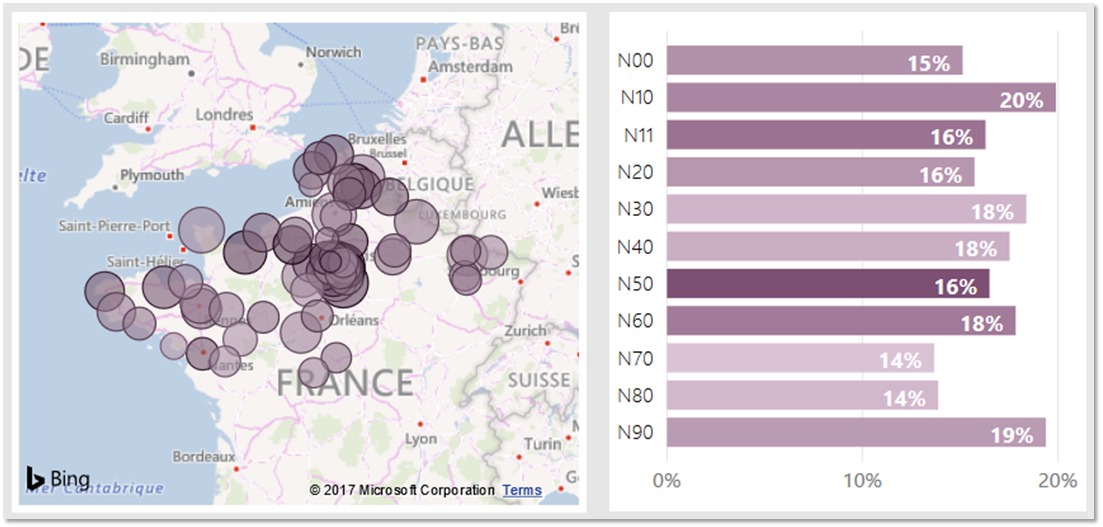 DE
Birmingham
Norwich
PAYS-BAS
Amsterdam
Cardiff
Londres
ALLE
Bruxelles
Brussel
Plymouth
BELGIQUE
Wiesb
Amie
LUXEMBOURG
Saint-Pierre-Port
Saint-Hélier
bourg
Orléans
Zurich
Nantes
FRANCE
SUISSE
Lyon
Turin
Bordeaux
Bing
Mer Cantabrique
© 2017 Microsoft Corporation Terms
N00 15%
N10 20%
N11 16%
N20 16%
N30 18%
N40 18%
N50 16%
N60 18%
N70 14%
N80 14%
N90 19%
0% 10% 20%